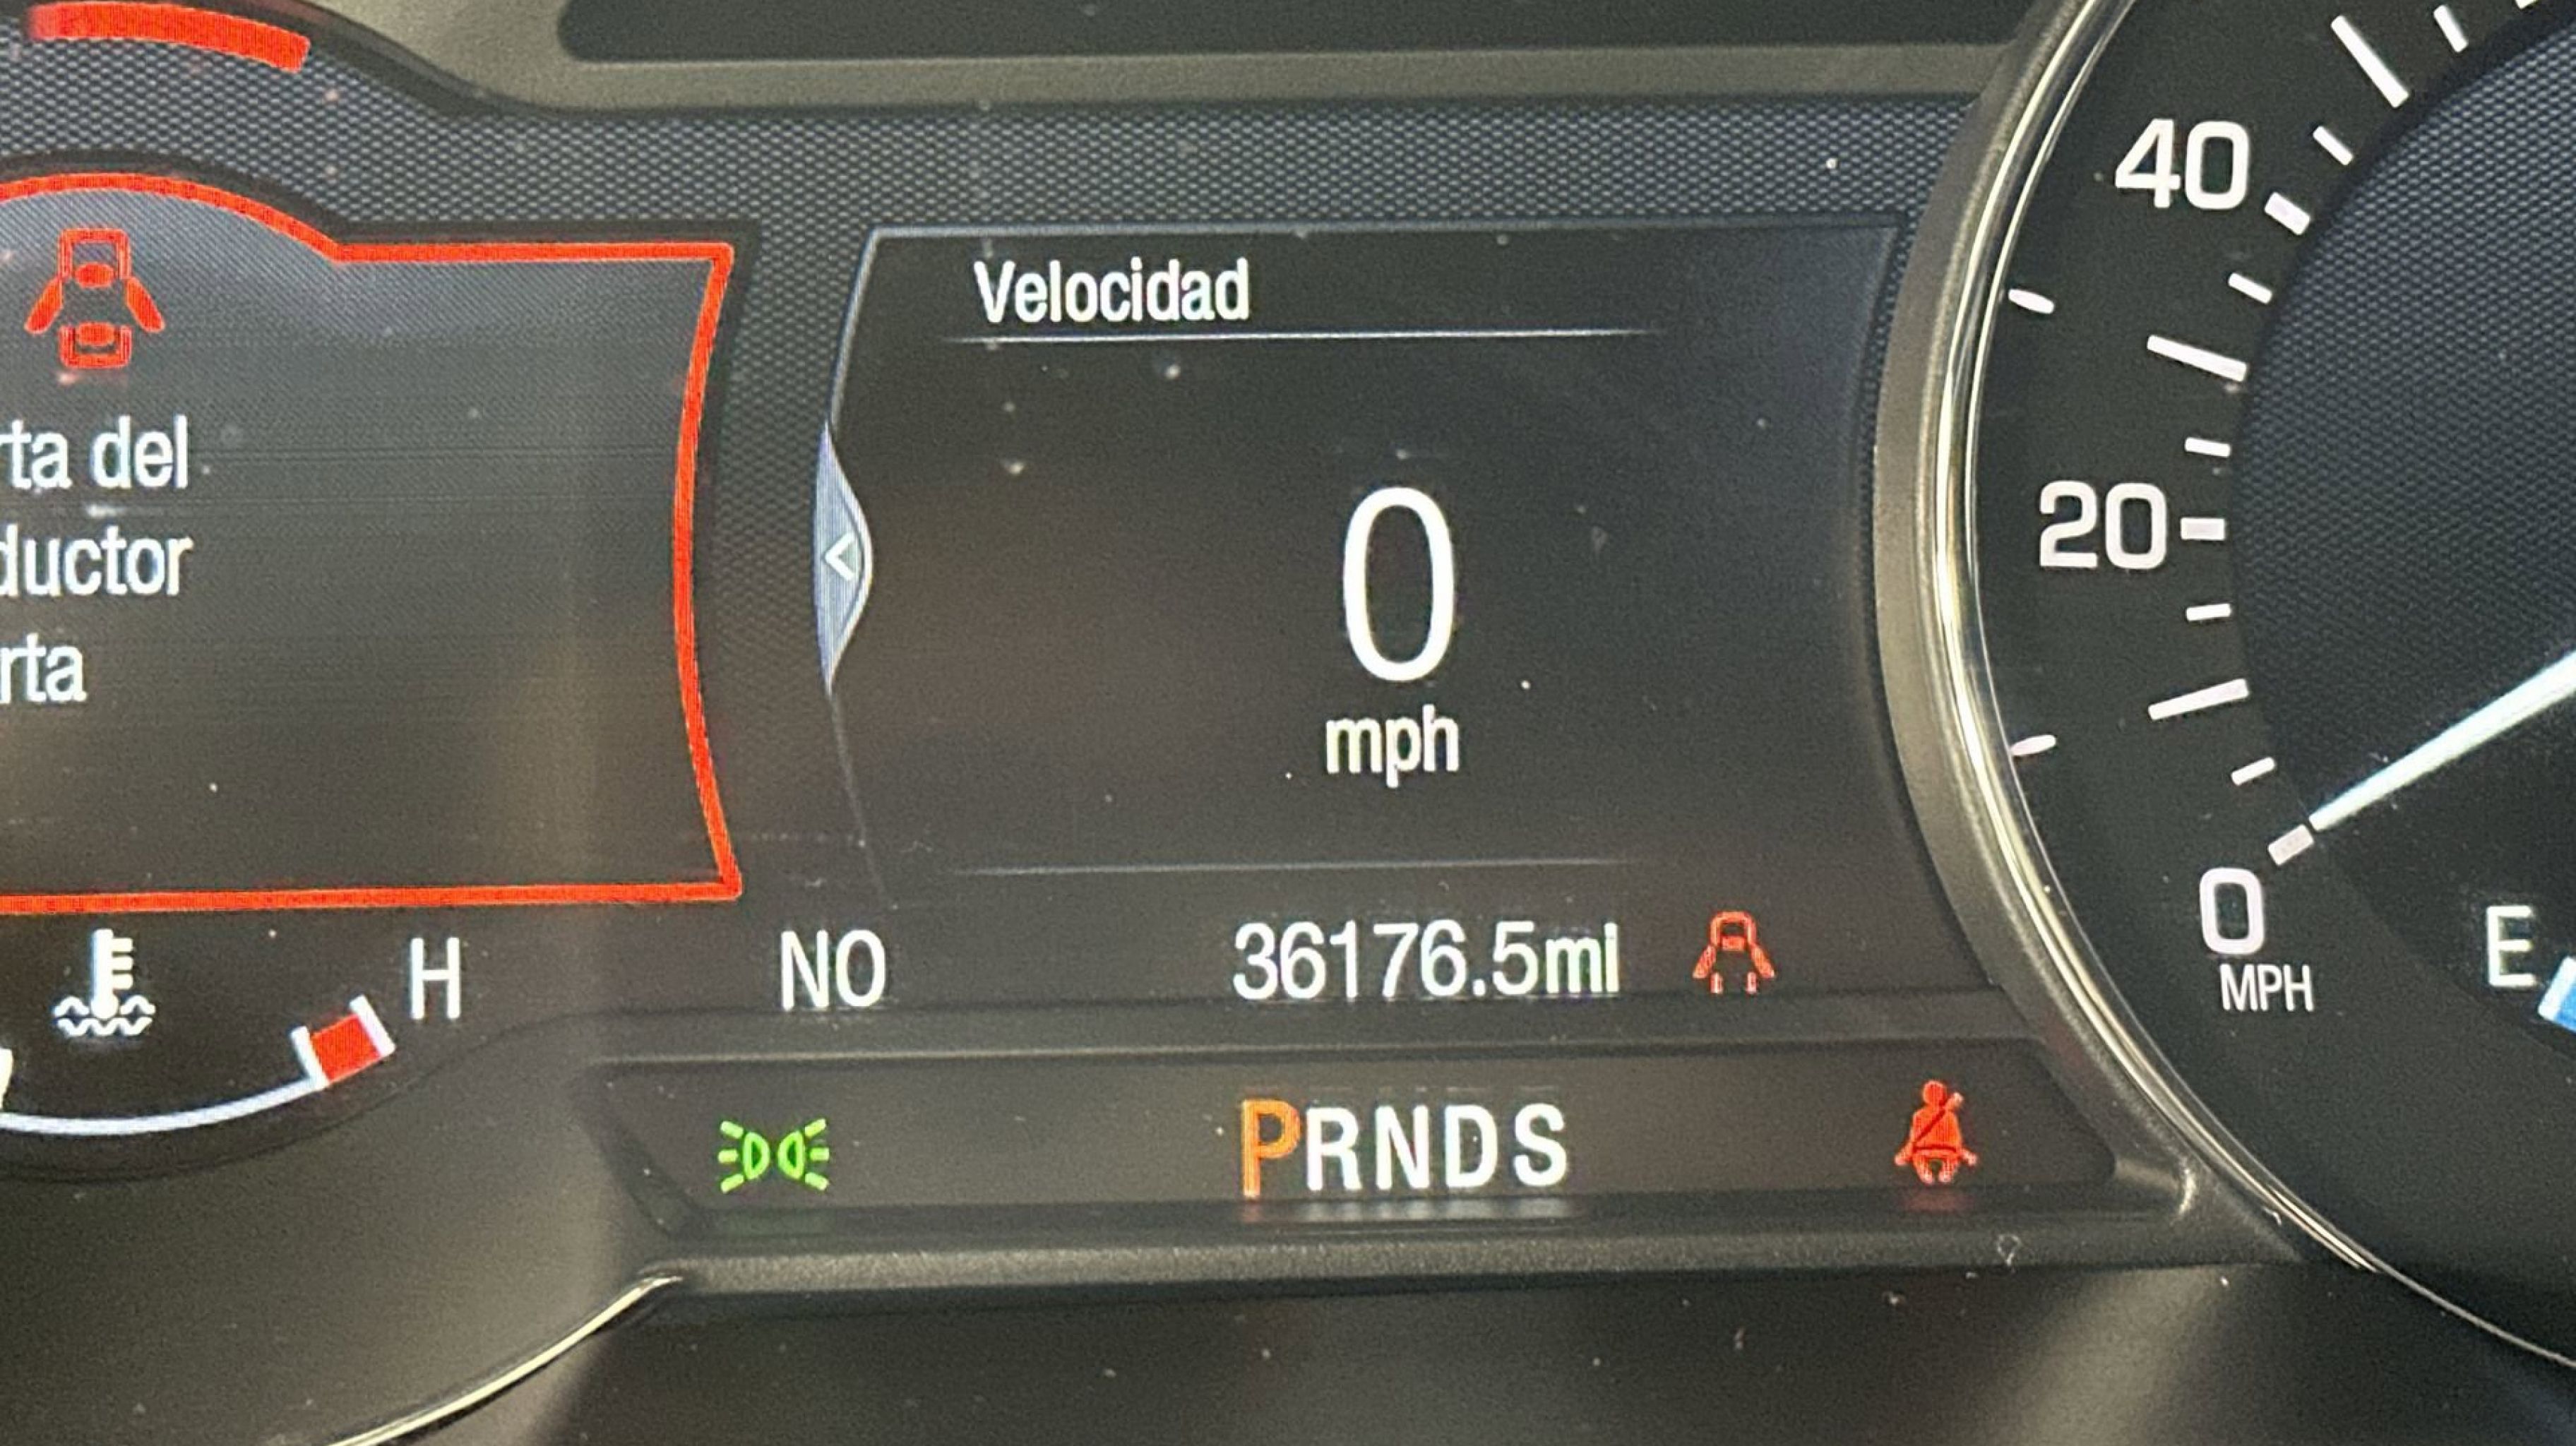 Velocidad
rta del
ductor
rta
0
mph
40
20
0
MPH
E
H
NO
36176.5mi
PRNDS